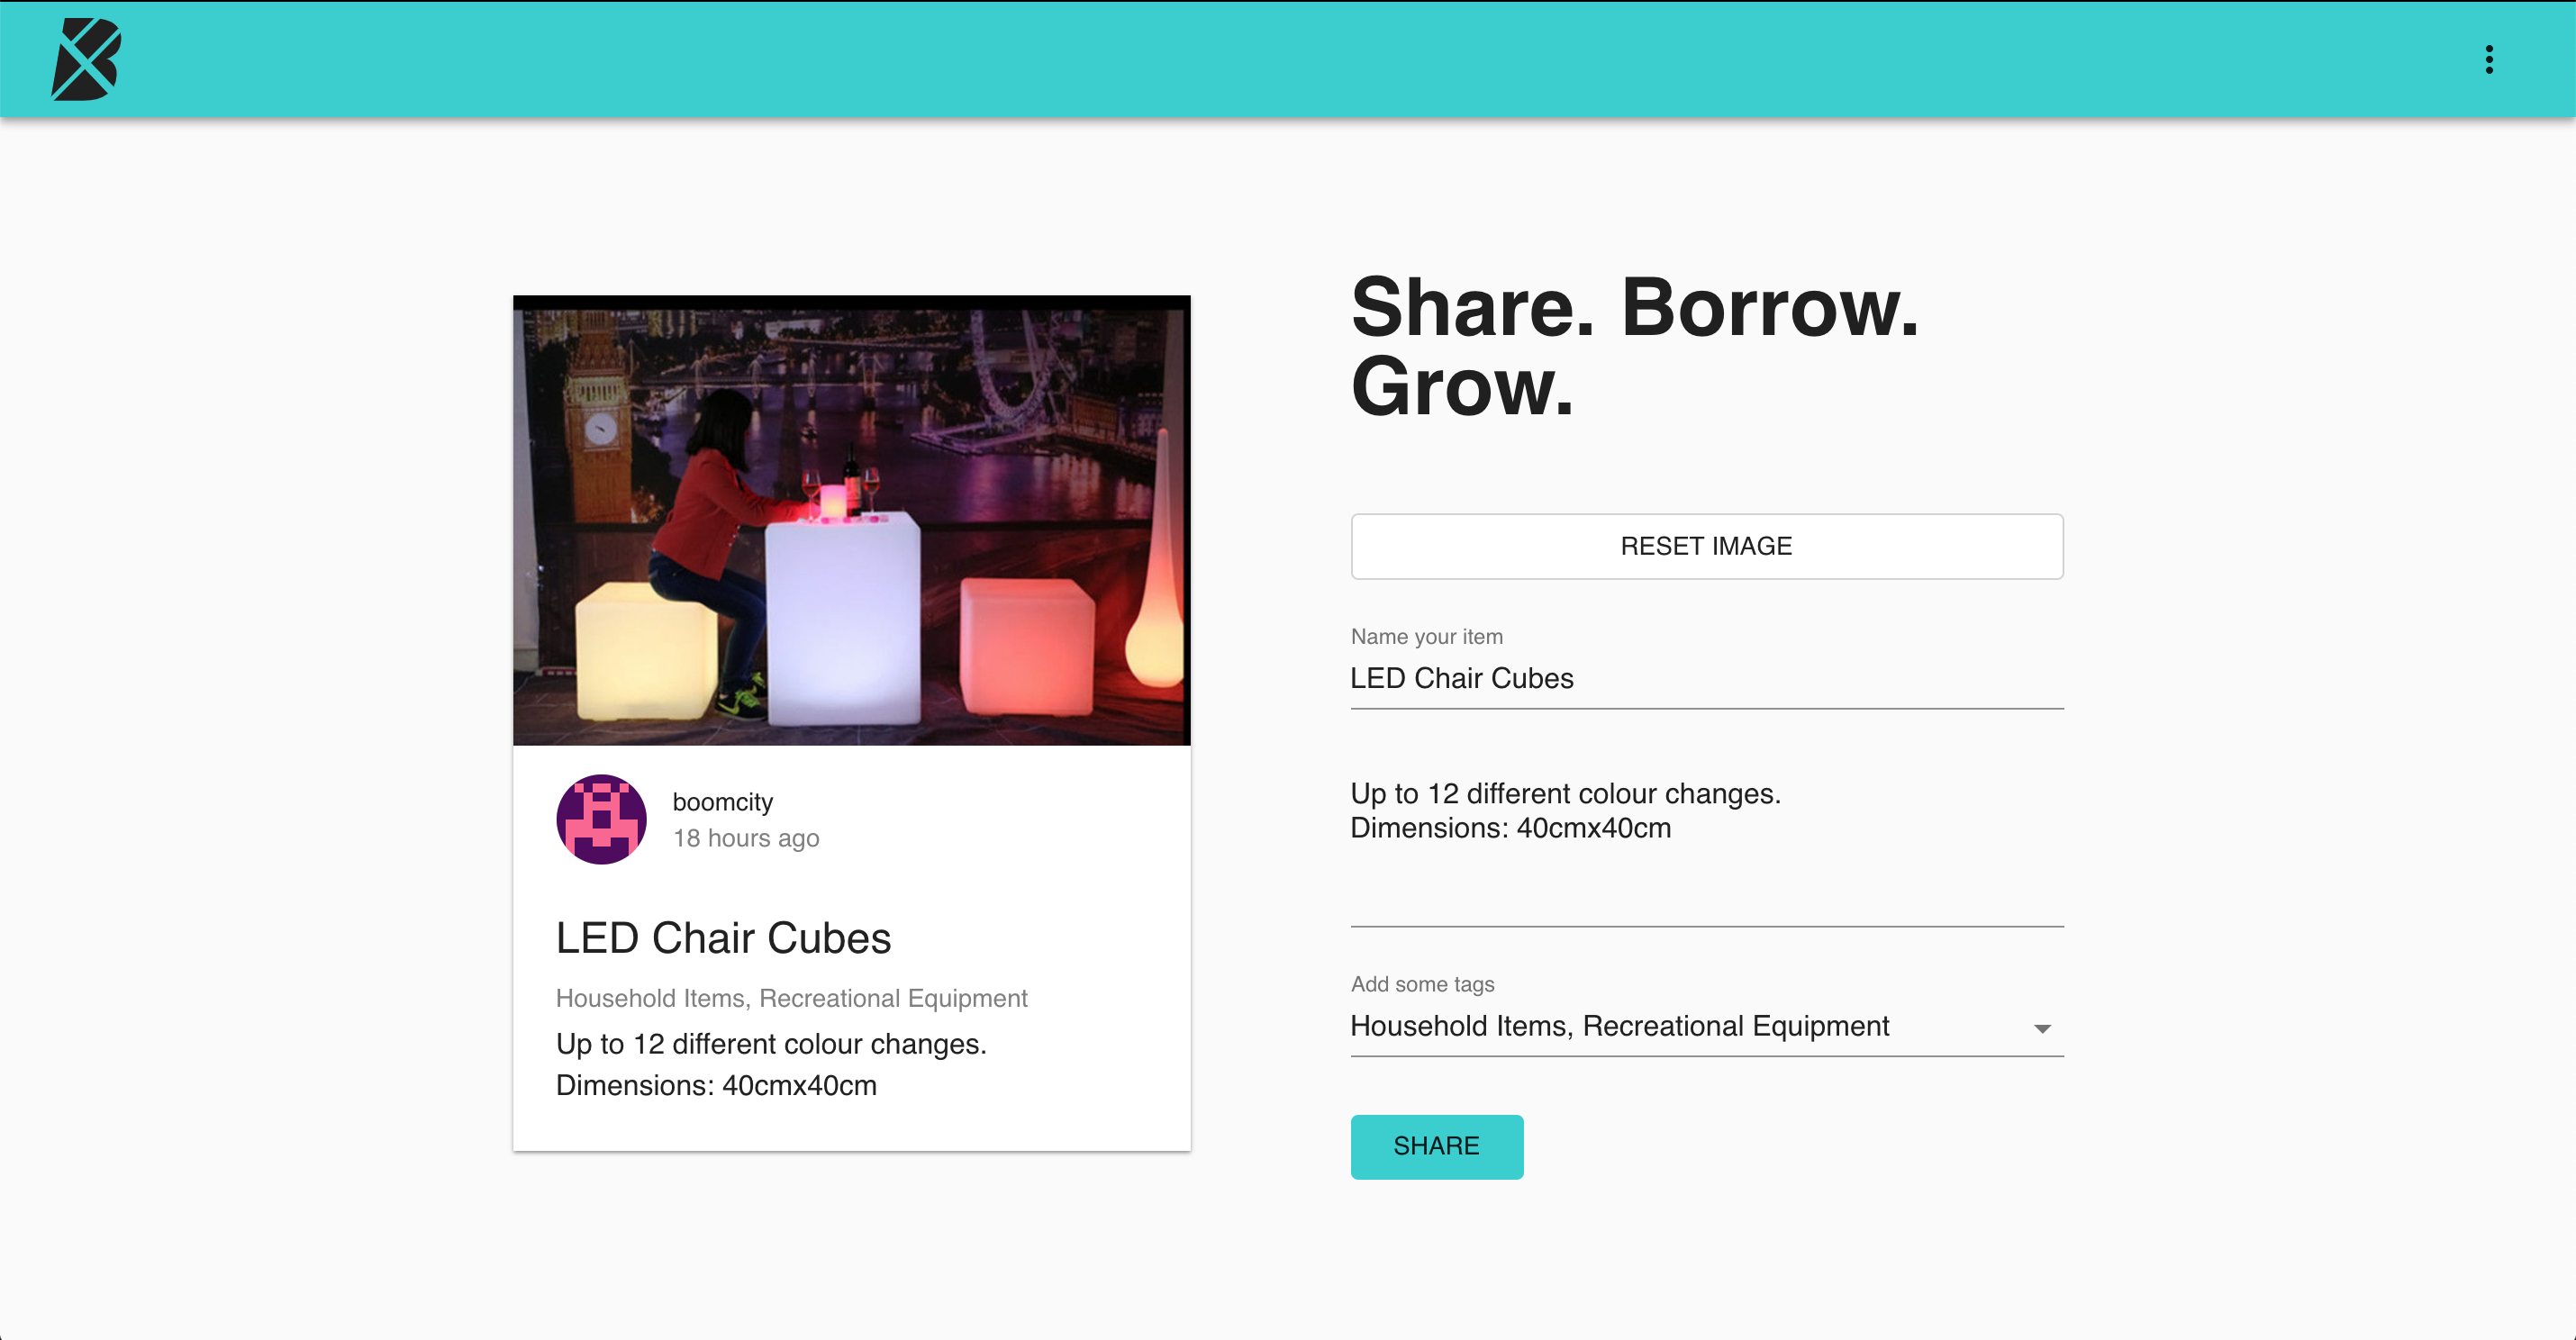 boomcity
18 hours ago
LED Chair Cubes
Household Items, Recreational Equipment
Up to 12 different colour changes.
Dimensions: 40cmx40cm
Share. Borrow.
Grow.
RESET IMAGE
Name your item
LED Chair Cubes
Up to 12 different colour changes.
Dimensions: 40cmx40cm
Add some tags
Household Items, Recreational Equipment
SHARE